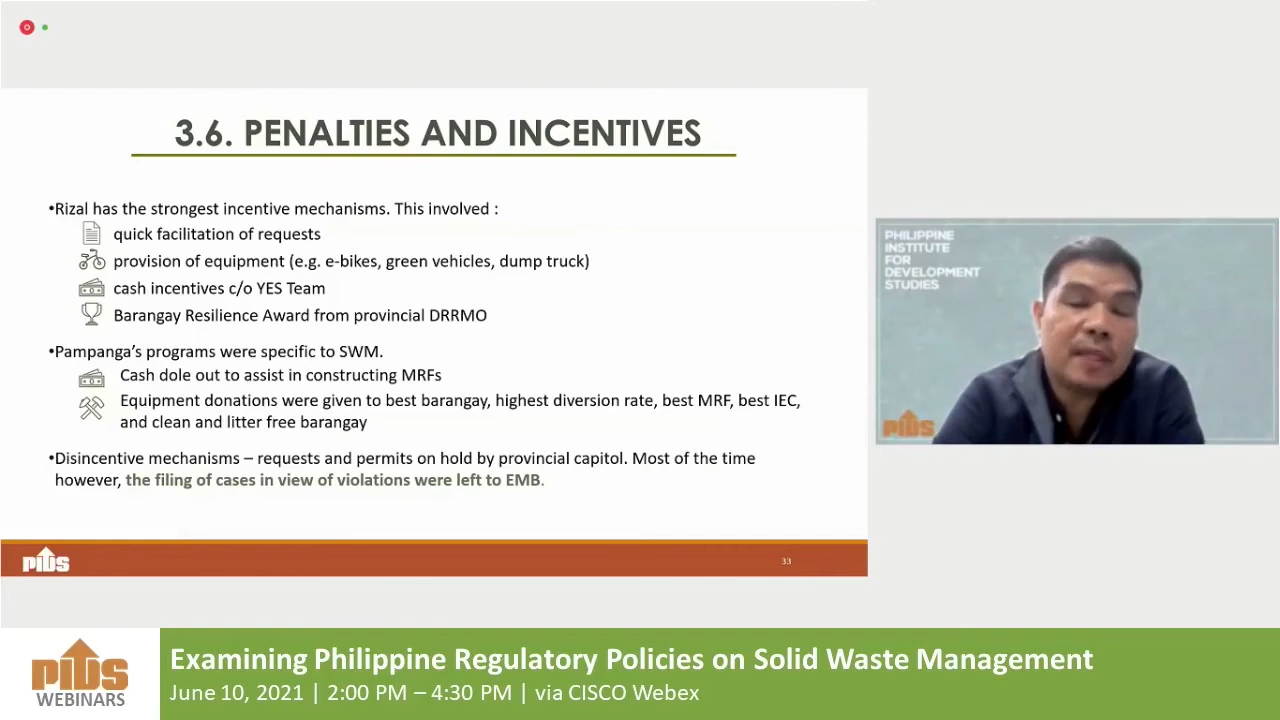 3.6. PENALTIES AND INCENTIVES
•Rizal has the strongest incentive mechanisms. This involved :
quick facilitation of requests
provision of equipment (e.g. e-bikes, green vehicles, dump truck)
cash incentives c/o YES Team
Barangay Resilience Award from provincial DRRMO
•Pampanga's programs were specific to SWM.
Cash dole out to assist in constructing MRFs
Equipment donations were given to best barangay, highest diversion rate, best MRF, best IEC,
and clean and litter free barangay
•Disincentive mechanisms – requests and permits on hold by provincial capitol. Most of the time
however, the filing of cases in view of violations were left to EMB.
PIDS
33
PHILIPPINE
INSTITUTE
FOR
DEVELOPMENT
STUDIES
PIDS
PIDS
WEBINARS
Examining Philippine Regulatory Policies on Solid Waste Management
June 10, 2021 | 2:00 PM – 4:30 PM | via CISCO Webex